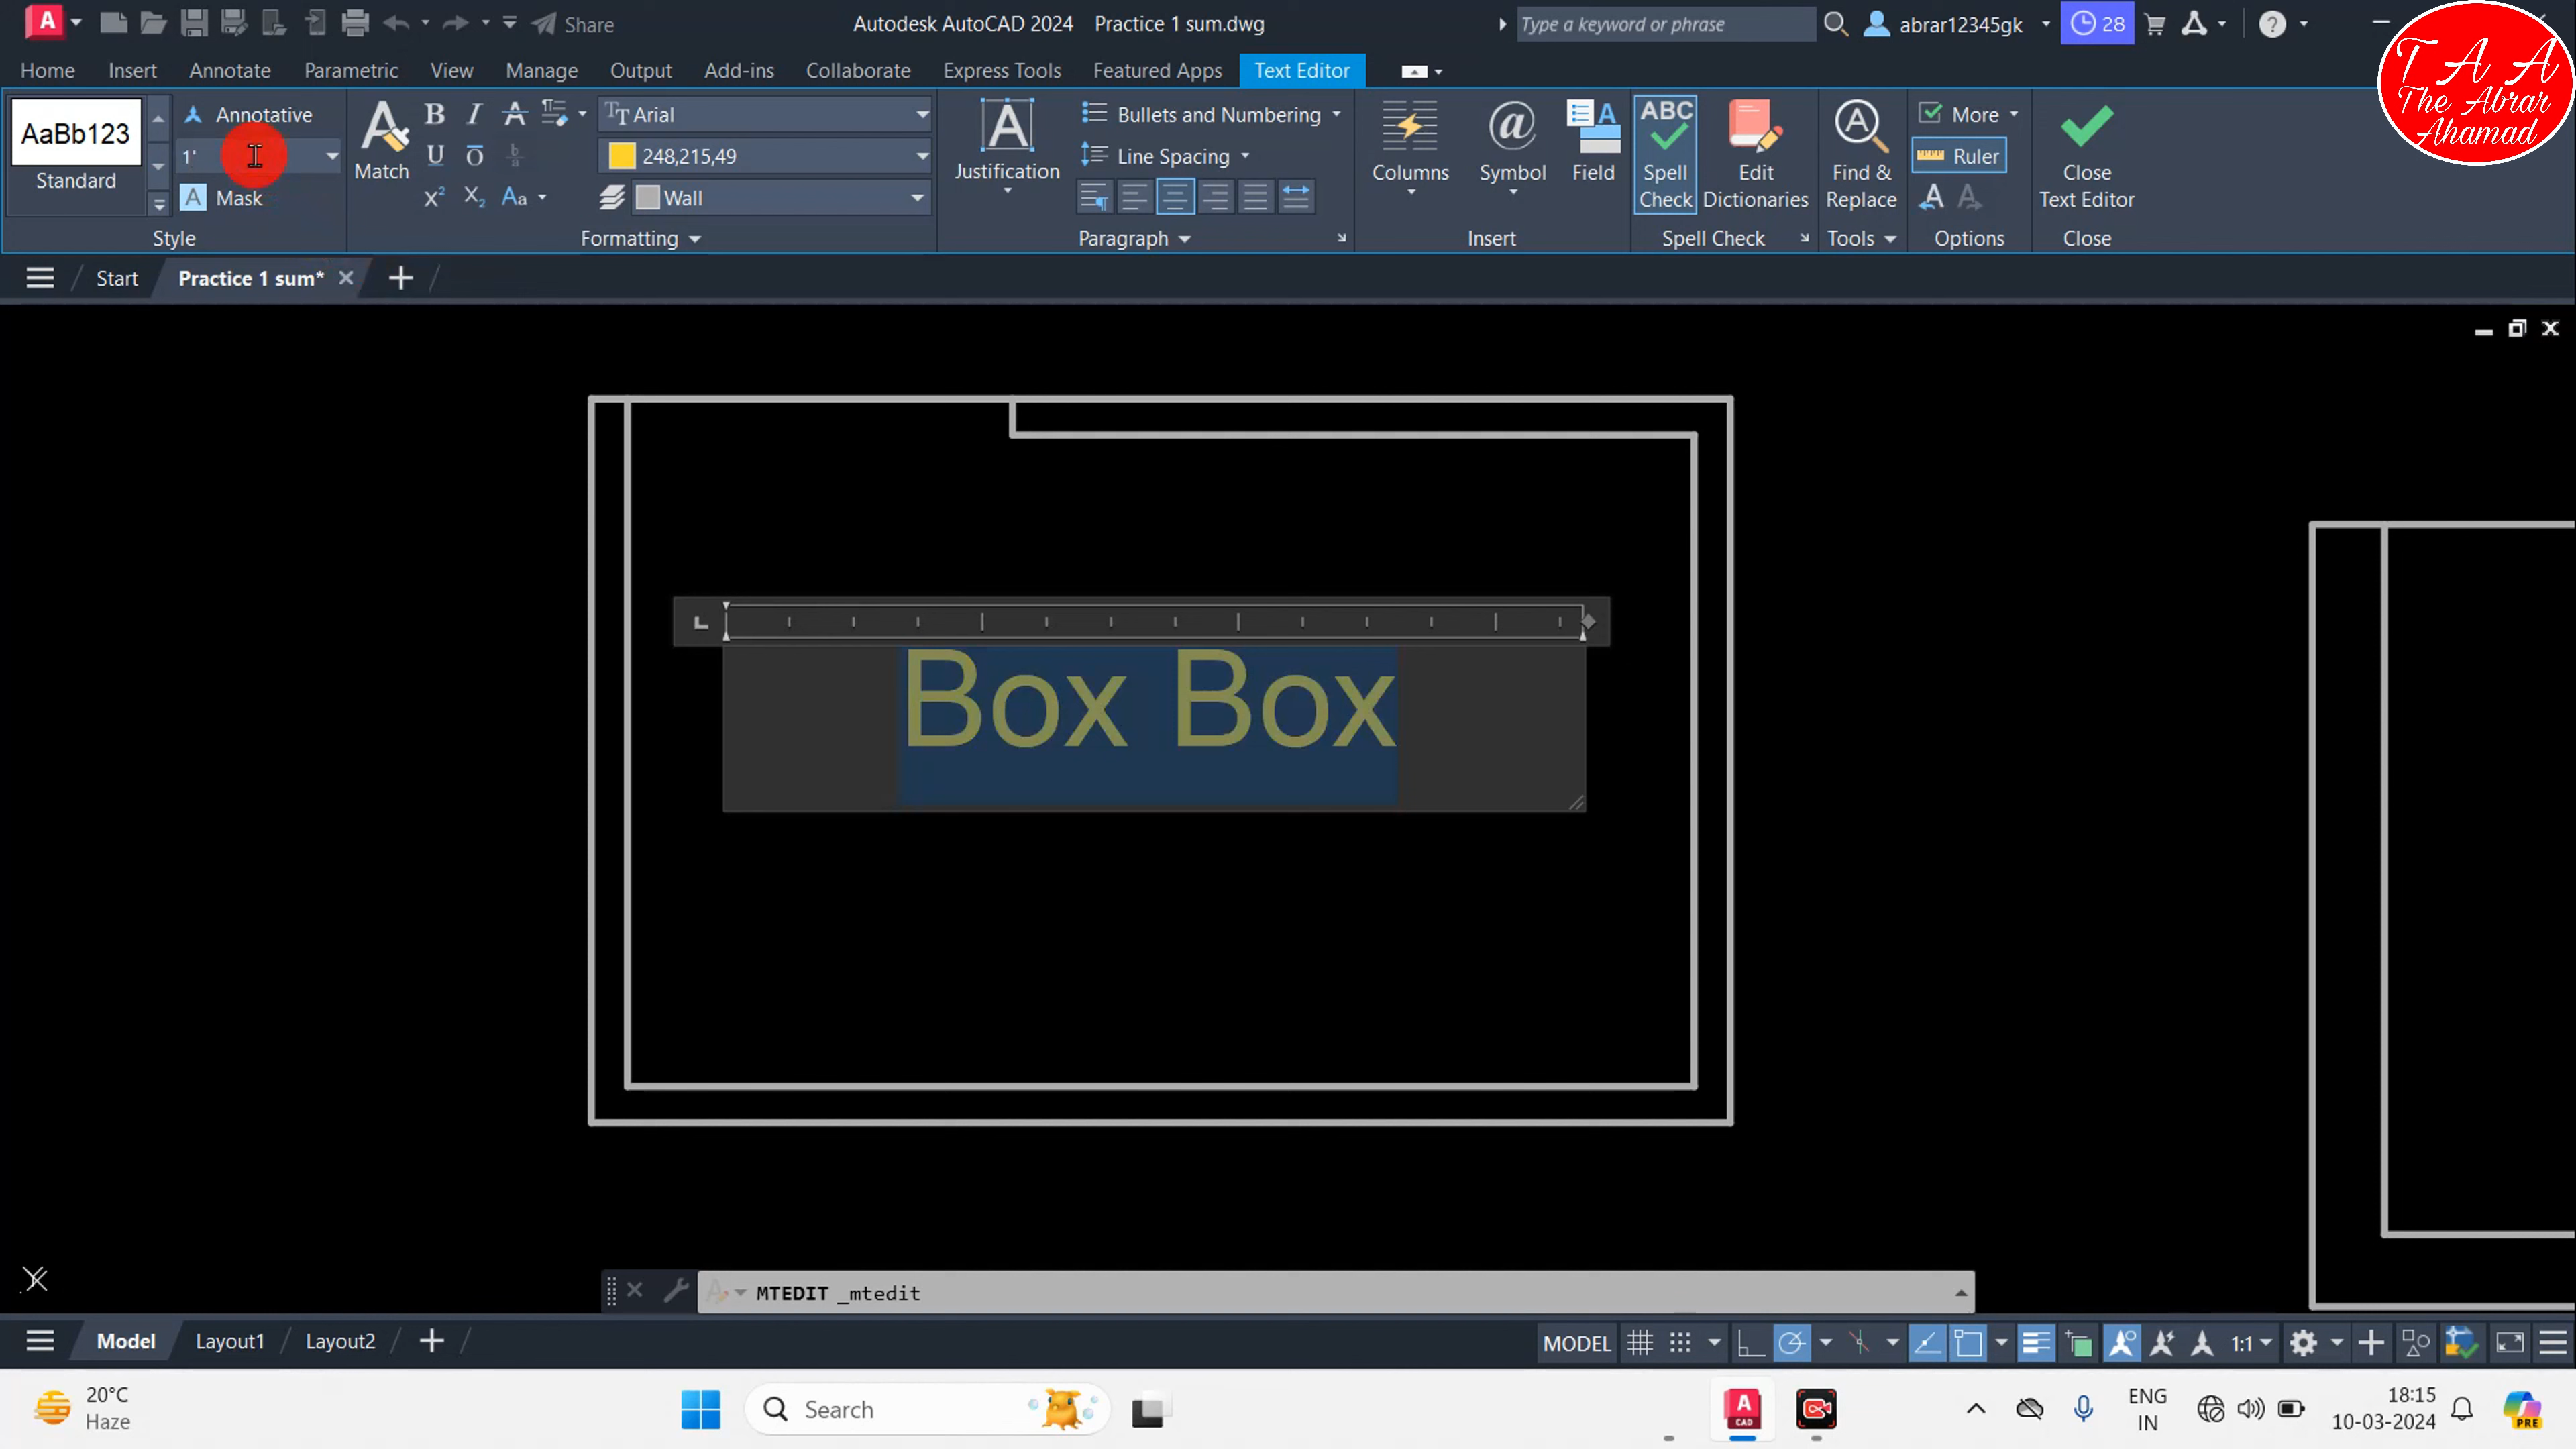 Share
Autodesk AutoCAD 2024 Practice 1 sum.dwg
Type a keyword or phrase
abrar12345gk
28
T A A
The Abrar
Ahamad
Home Insert Annotate Parametric View Manage Output Add-ins Collaborate Express Tools Featured Apps Text Editor
AaBb123
Standard
Annotative
1'
Mask
Style
Match
Arial
248,215,49
Wall
Formatting
Justification
Bullets and Numbering
Line Spacing
Paragraph
Columns
Symbol
Field
Insert
ABC
Spell
Check
Edit
Dictionaries
Spell Check
Find &
Replace
Tools
More
Ruler
Options
Close
Text Editor
Close
Start Practice 1 sum*
Box Box
MTEDIT _mtedit
Model Layout1 Layout2
MODEL
1:1
20°C
Haze
Search
A
CAD
ENG
IN
18:15
10-03-2024
PRE